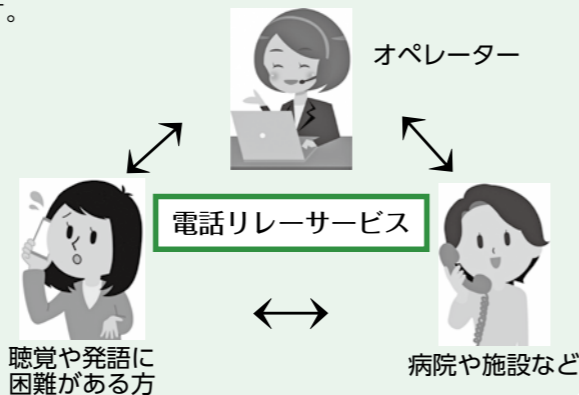 す。
オペレーター
電話リレーサービス
聴覚や発語に
困難がある方
病院や施設など